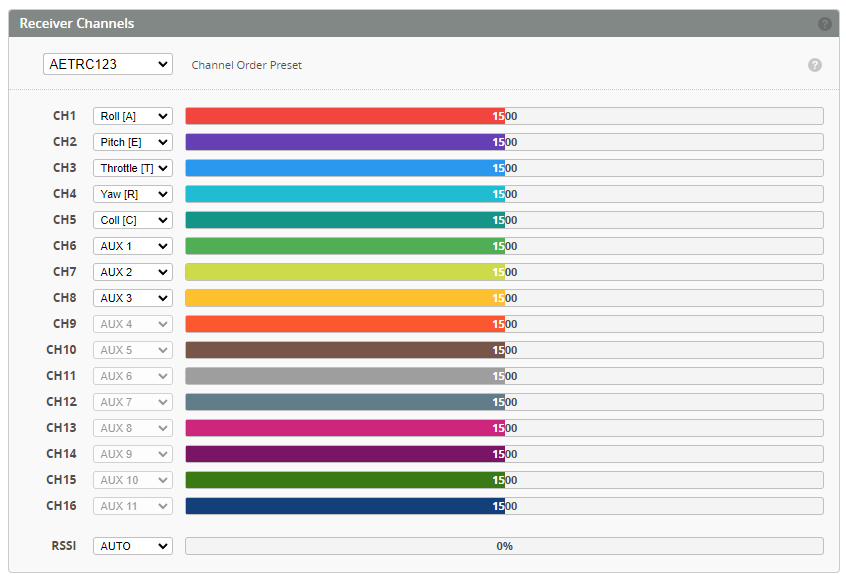 Receiver Channels ?
AETRC123 Channel Order Preset ?
CH1 Roll [A] 1500
CH2 Pitch [E] 1500
CH3 Throttle [T] 1500
CH4 Yaw [R] 1500
CH5 Coll [C] 1500
CH6 AUX 1 1500
CH7 AUX 2 1500
CH8 AUX 3 1500
CH9 AUX 4 1500
CH10 AUX 5 1500
CH11 AUX 6 1500
CH12 AUX 7 1500
CH13 AUX 8 1500
CH14 AUX 9 1500
CH15 AUX 10 1500
CH16 AUX 11 1500
RSSI AUTO 0%